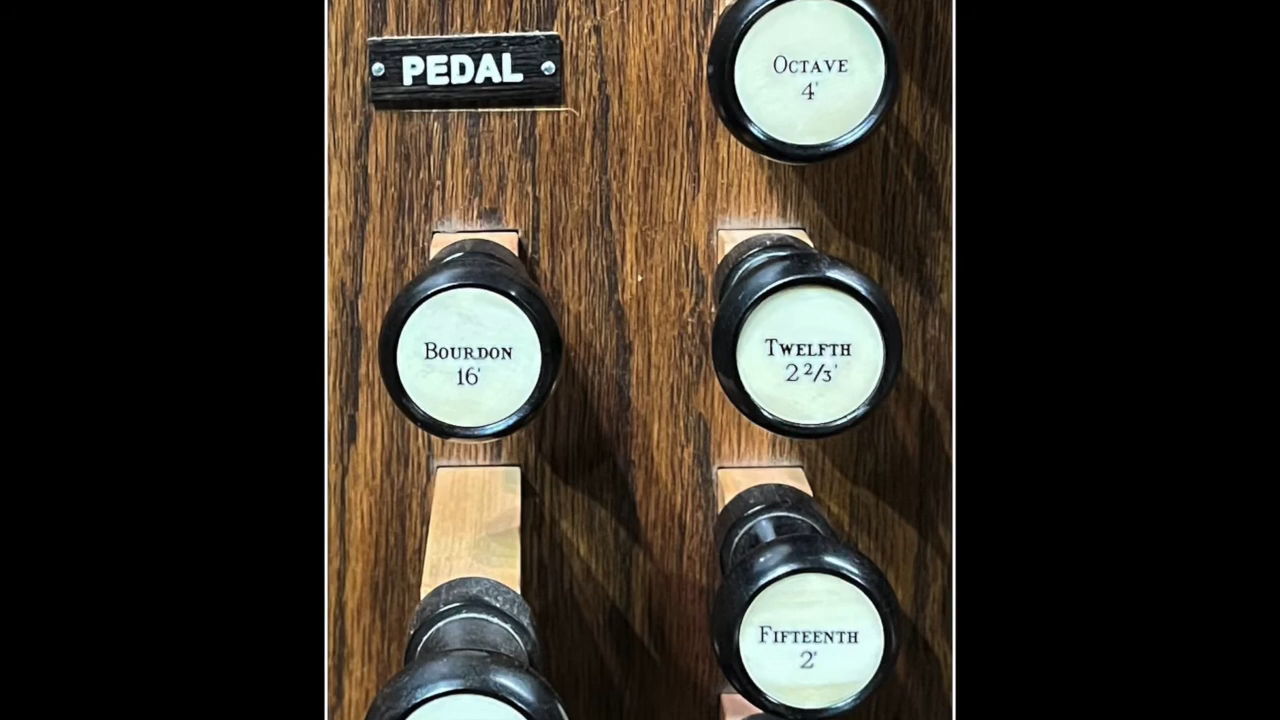 PEDAL
OCTAVE
4'
BOURDON
16'
TWELFTH
2 2/3'
FIFTEENTH
2'